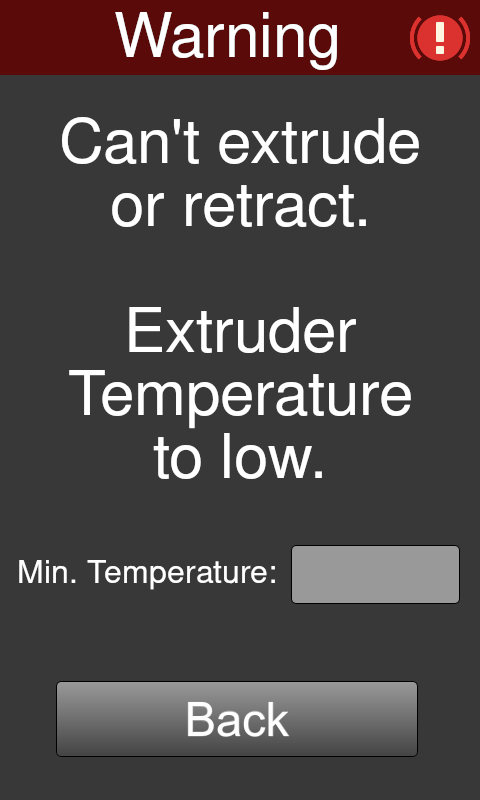 Warning
Can't extrude
or retract.
Extruder
Temperature
to low.
Min. Temperature:
Back